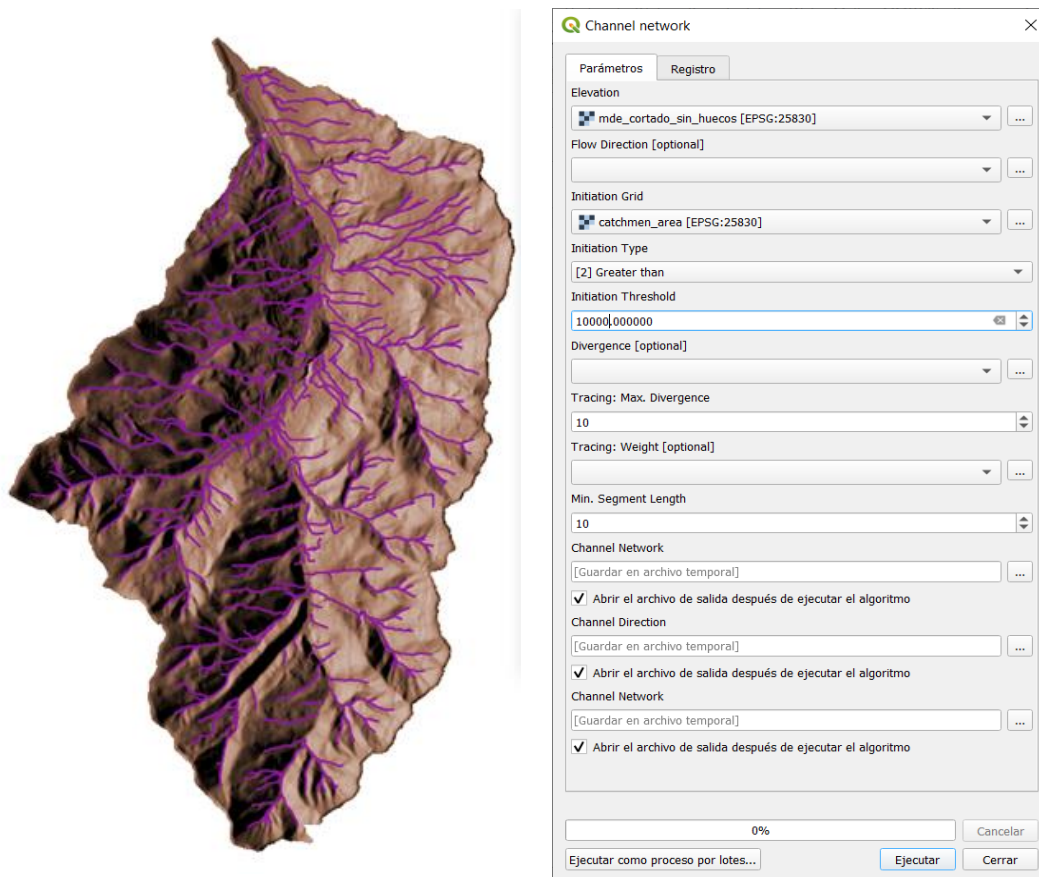 Channel network
Parámetros Registro
Elevation
mde_cortado_sin_huecos [EPSG:25830]
...
Flow Direction [optional]
...
Initiation Grid
catchmen_area [EPSG:25830]
...
Initiation Type
[2] Greater than
Initiation Threshold
10000.000000
Divergence [optional]
...
Tracing: Max. Divergence
10
Tracing: Weight [optional]
...
Min. Segment Length
10
Channel Network
[Guardar en archivo temporal]
...
Abrir el archivo de salida después de ejecutar el algoritmo
Channel Direction
[Guardar en archivo temporal]
...
Abrir el archivo de salida después de ejecutar el algoritmo
Channel Network
[Guardar en archivo temporal]
...
Abrir el archivo de salida después de ejecutar el algoritmo
0%
Cancelar
Ejecutar como proceso por lotes...
Ejecutar
Cerrar